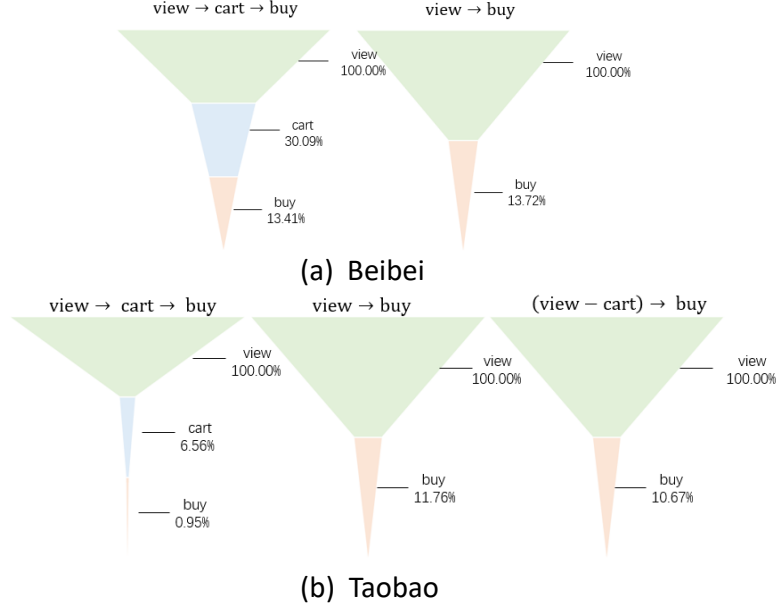 view → cart → buy
view → buy
view
100.00%
cart
30.09%
buy
13.41%
view
100.00%
buy
13.72%
(a) Beibei
view → cart → buy
view → buy
(view − cart) → buy
view
100.00%
cart
6.56%
buy
0.95%
view
100.00%
buy
11.76%
view
100.00%
buy
10.67%
(b) Taobao